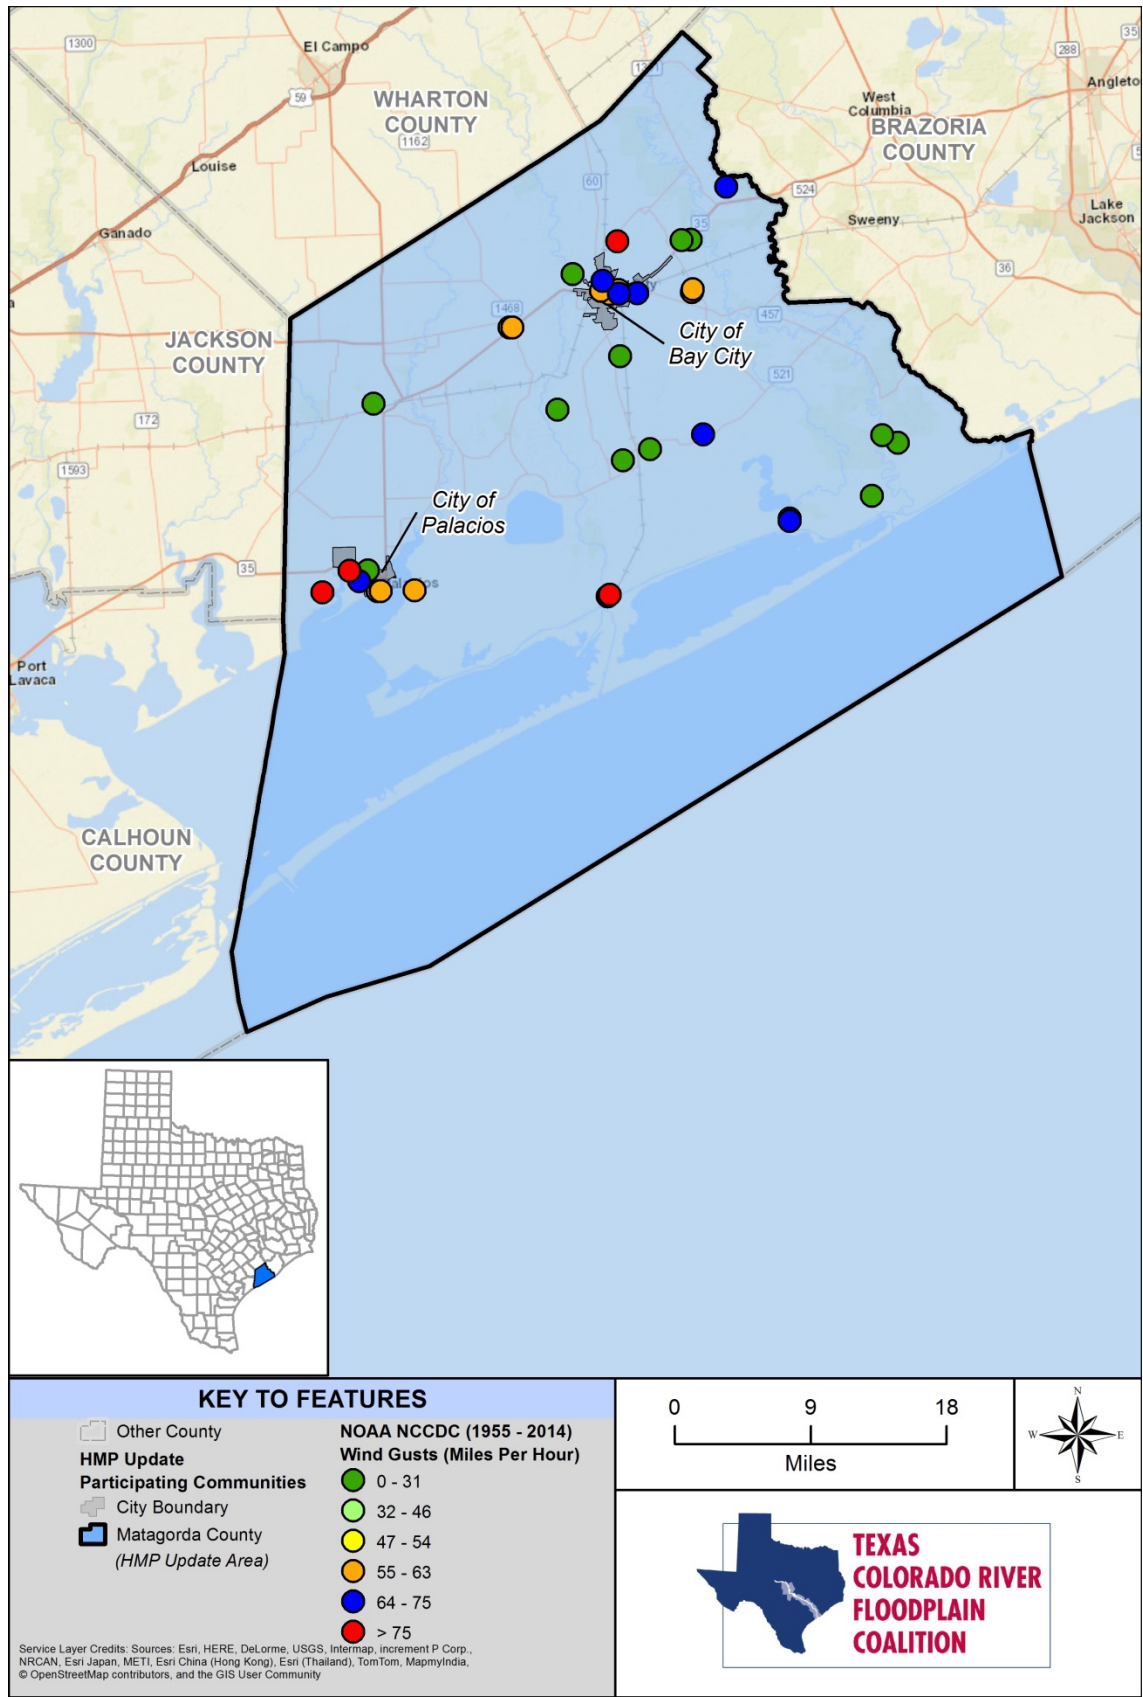 1300
El Campo
59
WHARTON
COUNTY
1162
Louise
Ganado
60
35
288
35
Angleto
West
Columbia
BRAZORIA
COUNTY
524
Sweeny
Lake
Jackson
36
1468
457
City of
Bay City
521
JACKSON
COUNTY
172
1593
City of
Palacios
35
Port
Lavaca
CALHOUN
COUNTY
KEY TO FEATURES
Other County
HMP Update
Participating Communities
City Boundary
Matagorda County
(HMP Update Area)
NOAA NCCDC (1955 - 2014)
Wind Gusts (Miles Per Hour)
0 - 31
32 - 46
47 - 54
55 - 63
64 - 75
> 75
Service Layer Credits: Sources: Esri, HERE, DeLorme, USGS, Intermap, increment P Corp.,
NRCAN, Esri Japan, METI, Esri China (Hong Kong), Esri (Thailand), TomTom, MapmyIndia,
© OpenStreetMap contributors, and the GIS User Community
0 9 18
Miles
N
W E
S
TEXAS
COLORADO RIVER
FLOODPLAIN
COALITION